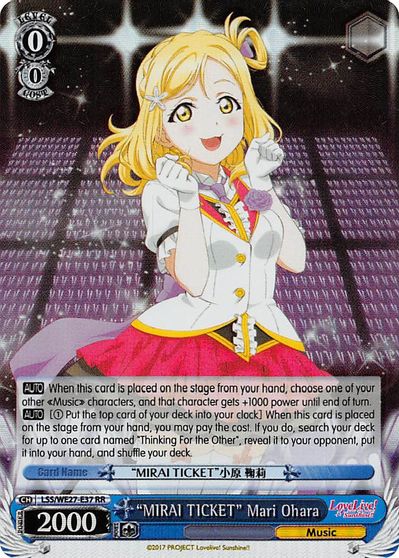 LEVEL
0
0
COST
AUTO When this card is placed on the stage from your hand, choose one of your
other «Music» characters, and that character gets +1000 power until end of turn.
AUTO [① Put the top card of your deck into your clock] When this card is
placed on the stage from your hand, you may pay the cost. If you do, search your deck
for up to one card named "Thinking For the Other", reveal it to your opponent, put
it into your hand, and shuffle your deck.
Card Name "MIRAI TICKET"小原 鞠莉
CH LSS/WE27-E37 RR
POWER 2000 "MIRAI TICKET" Mari Ohara LoveLive! Sunshine!!
Music
©2017 PROJECT Lovelive! Sunshine!!